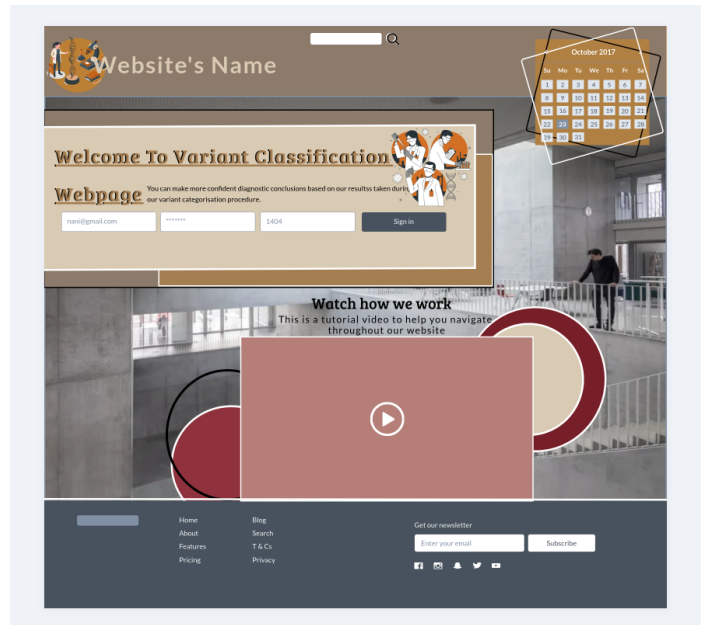 Website's Name
October 2017
Su Mo Tu We Th Fr Sa
1 2 3 4 5 6 7
8 9 10 11 12 13 14
15 16 17 18 19 20 21
22 23 24 25 26 27 28
29 30 31
Welcome To Variant Classification
Webpage
You can make more confident diagnostic conclusions based on our resultss taken during
our variant categorisation procedure.
nani@gmail.com ******* 1404 Sign in
Watch how we work
This is a tutorial video to help you navigate
throughout our website
Home Blog
About Search
Features T & Cs
Pricing Privacy
Get our newsletter
Enter your email Subscribe